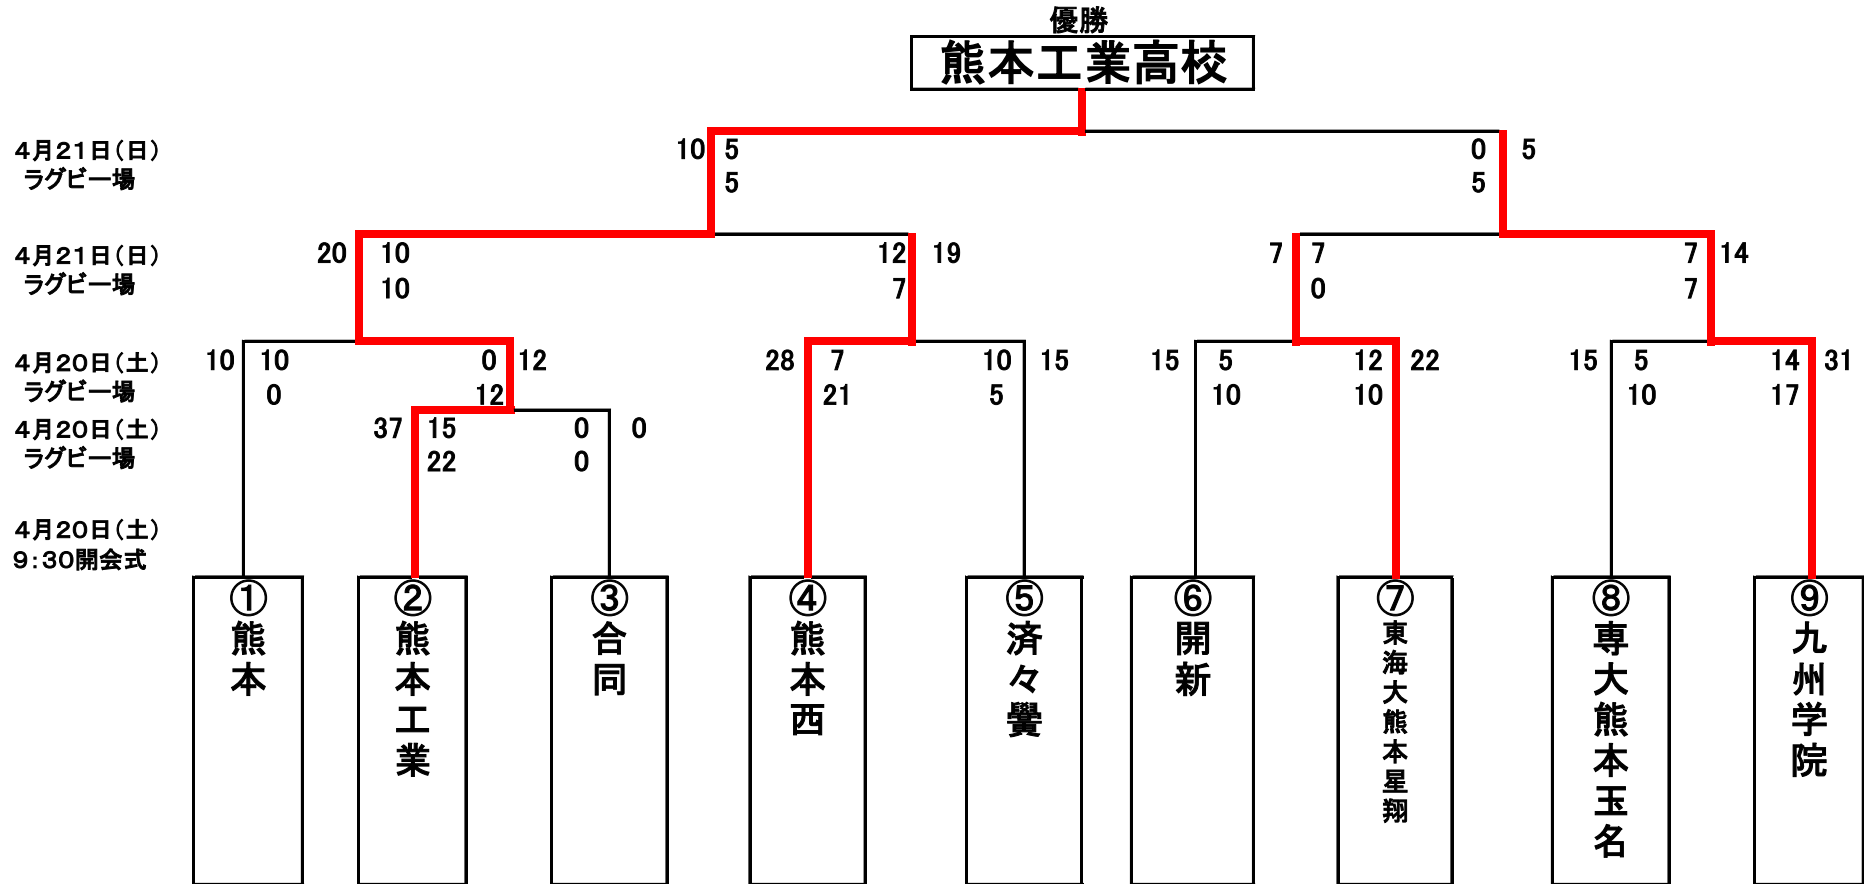 優勝
熊本工業高校
4月21日(日)
ラグビー場
10 5 0 5
5 5
4月21日(日)
ラグビー場
20 10 12 19 7 7 7 14
10 7 0 7
4月20日(土)
ラグビー場
10 10 0 12 28 7 10 15 15 5 12 22 15 5 14 31
0 12 21 5 10 10 10 17
4月20日(土)
ラグビー場
37 15 0 0
22 0
4月20日(土)
9:30開会式
①熊本
②熊本工業
③合同
④熊本西
⑤済々黌
⑥開新
⑦東海大熊本星翔
⑧専大熊本玉名
⑨九州学院